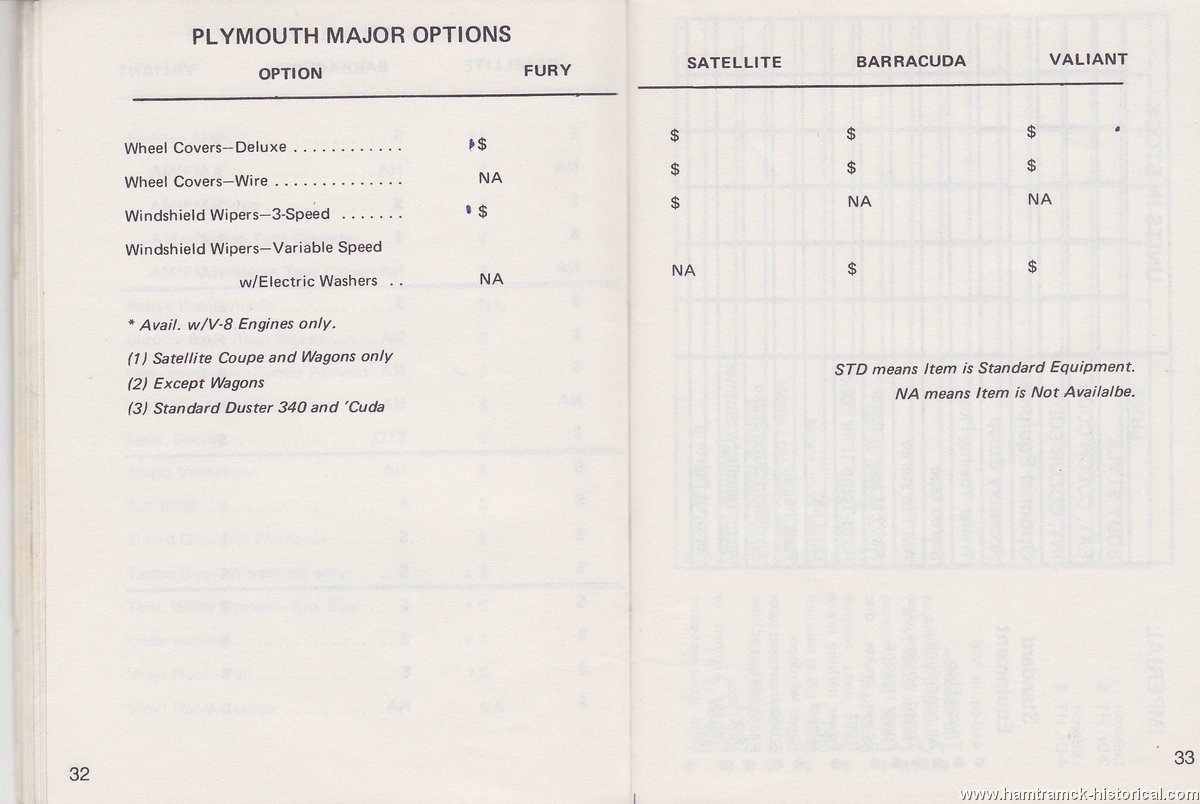 PLYMOUTH MAJOR OPTIONS
OPTION FURY SATELLITE BARRACUDA VALIANT
Wheel Covers—Deluxe . . . . . . . . . . . . $ $ $ $
Wheel Covers—Wire . . . . . . . . . . . . . . NA $ $ $
Windshield Wipers—3-Speed . . . . . . . $ $ NA NA
Windshield Wipers—Variable Speed
w/Electric Washers . . NA NA $ $
* Avail. w/V-8 Engines only.
(1) Satellite Coupe and Wagons only
(2) Except Wagons
(3) Standard Duster 340 and 'Cuda
STD means Item is Standard Equipment.
NA means Item is Not Availalbe.
32
33
www.hamtramck-historical.com